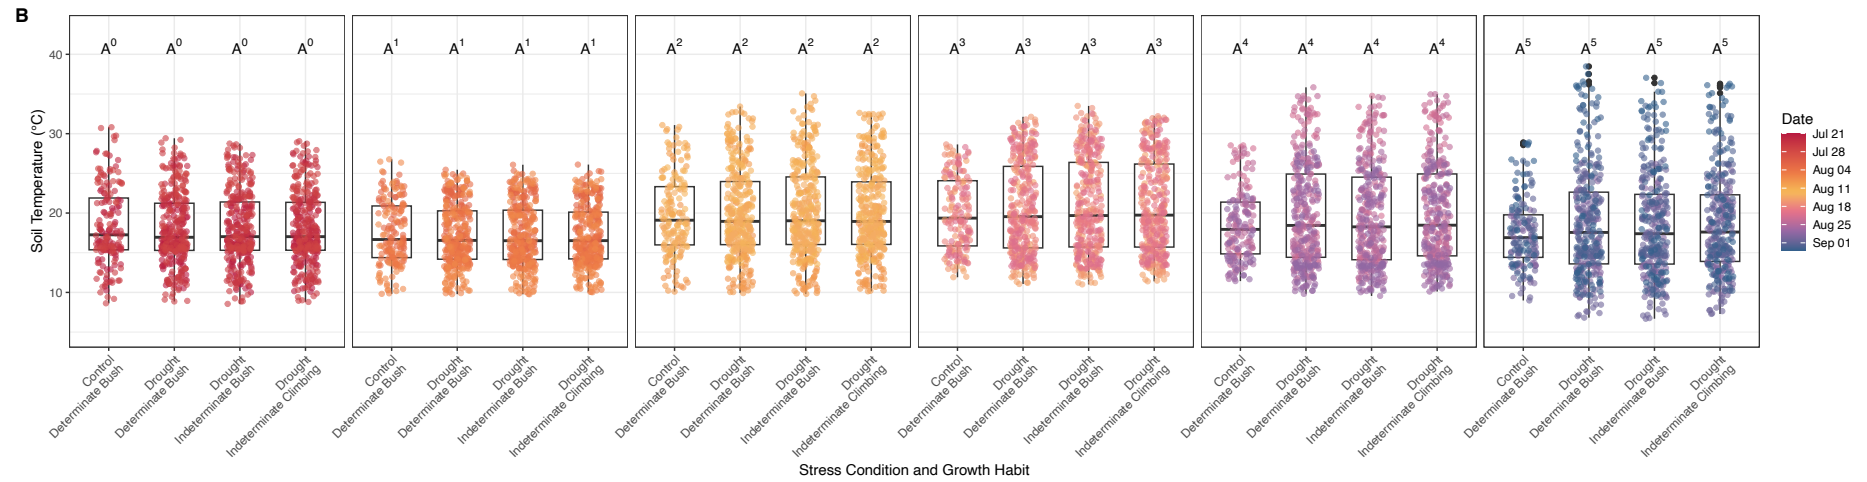 B
A0 A0 A0 A0 A1 A1 A1 A1 A2 A2 A2 A2 A3 A3 A3 A3 A4 A4 A4 A4 A5 A5 A5 A5
40
30
20
10
Soil Temperature (°C)
Control
Determinate Bush
Drought
Determinate Bush
Drought
Indeterminate Bush
Drought
Indeterminate Climbing
Control
Determinate Bush
Drought
Determinate Bush
Drought
Indeterminate Bush
Drought
Indeterminate Climbing
Control
Determinate Bush
Drought
Determinate Bush
Drought
Indeterminate Bush
Drought
Indeterminate Climbing
Control
Determinate Bush
Drought
Determinate Bush
Drought
Indeterminate Bush
Drought
Indeterminate Climbing
Control
Determinate Bush
Drought
Determinate Bush
Drought
Indeterminate Bush
Drought
Indeterminate Climbing
Control
Determinate Bush
Drought
Determinate Bush
Drought
Indeterminate Bush
Drought
Indeterminate Climbing
Stress Condition and Growth Habit
Date
Jul 21
Jul 28
Aug 04
Aug 11
Aug 18
Aug 25
Sep 01